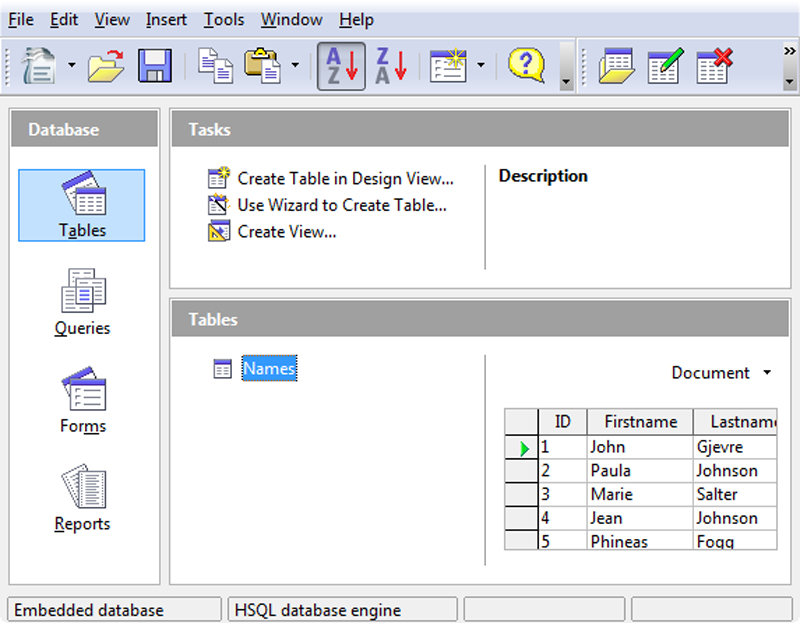 File Edit View Insert Tools Window Help
Database
Tables
Queries
Forms
Reports
Tasks
Create Table in Design View...
Use Wizard to Create Table...
Create View...
Description
Tables
Names
Document
ID Firstname Lastname
1 John Gjevre
2 Paula Johnson
3 Marie Salter
4 Jean Johnson
5 Phineas Fogg
Embedded database HSQL database engine